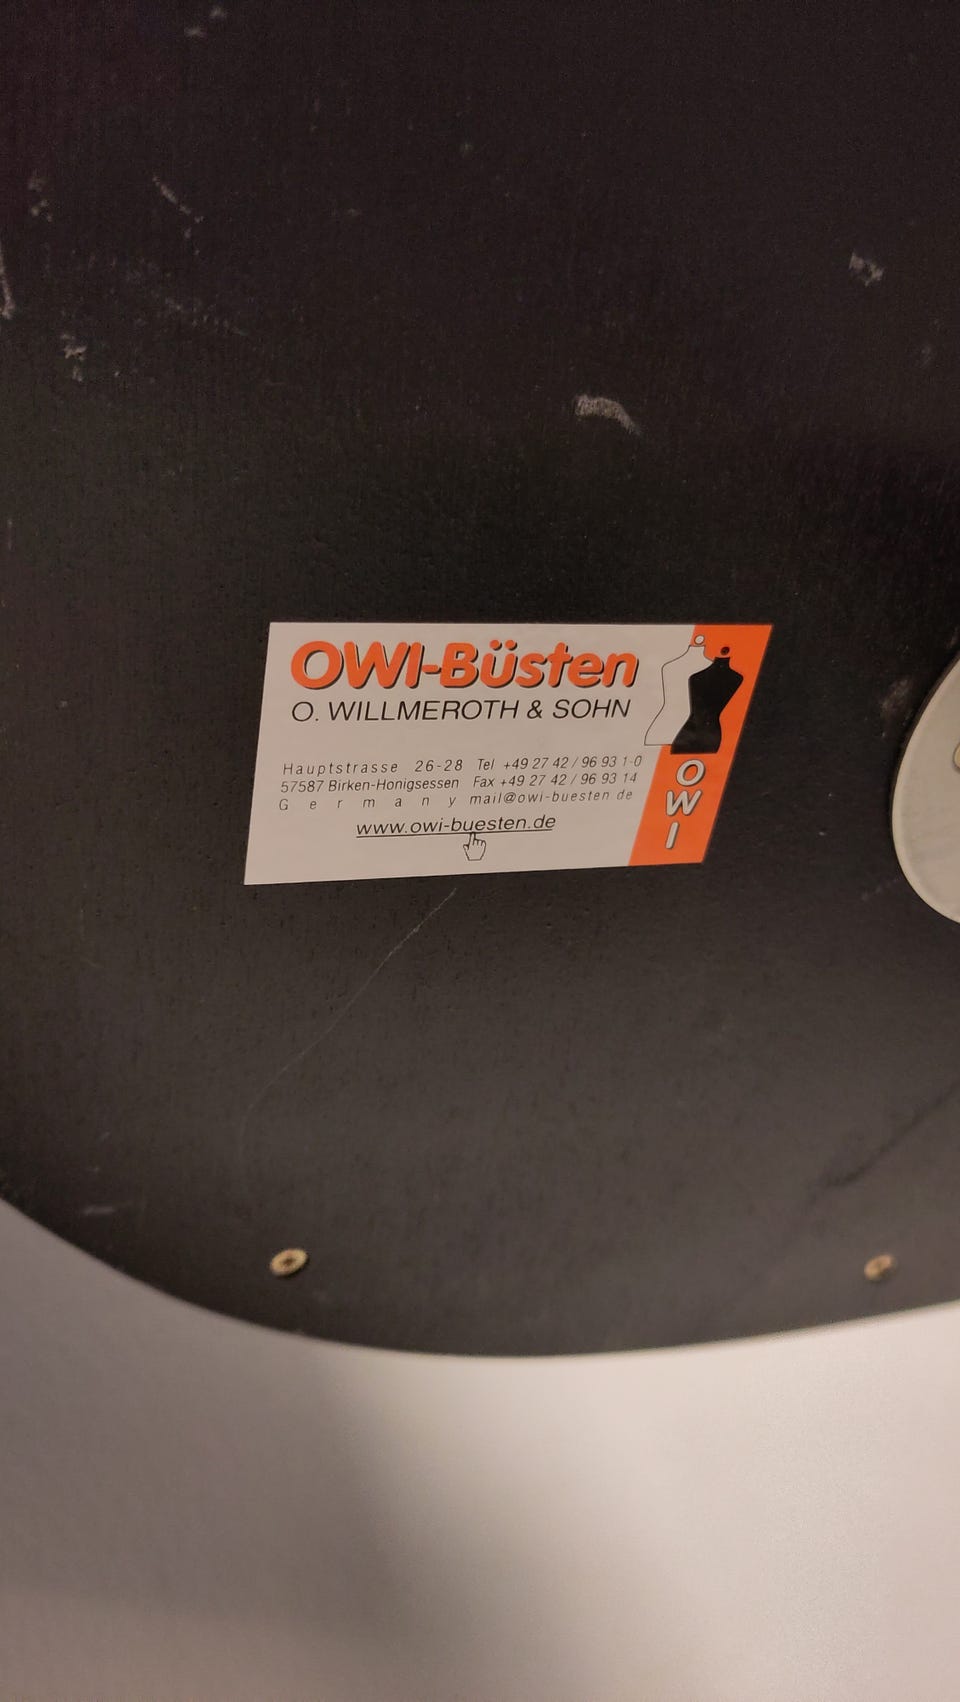 OWI-Büsten
O. WILLMEROTH & SOHN
Hauptstrasse 26-28 Tel +49 27 42 / 96 93 1-0
57587 Birken-Honigsessen Fax +49 27 42 / 96 93 14
Germany mail@owi-buesten.de
www.owi-buesten.de
OWI